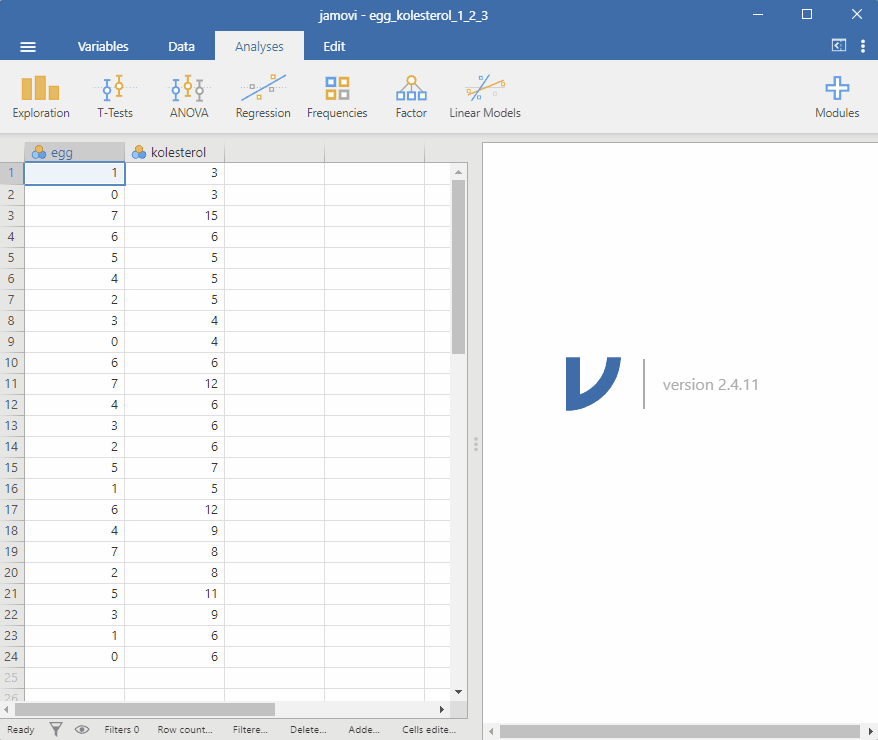 jamovi - egg_kolesterol_1_2_3
Variables Data Analyses Edit
Exploration T-Tests ANOVA Regression Frequencies Factor Linear Models Modules
egg kolesterol
1 1 3
2 0 3
3 7 15
4 6 6
5 5 5
6 4 5
7 2 5
8 3 4
9 0 4
10 6 6
11 7 12
12 4 6
13 3 6
14 2 6
15 5 7
16 1 5
17 6 12
18 4 9
19 7 8
20 2 8
21 5 11
22 3 9
23 1 6
24 0 6
25
26
version 2.4.11
Ready Filters 0 Row count... Filtere... Delete... Adde... Cells edite...